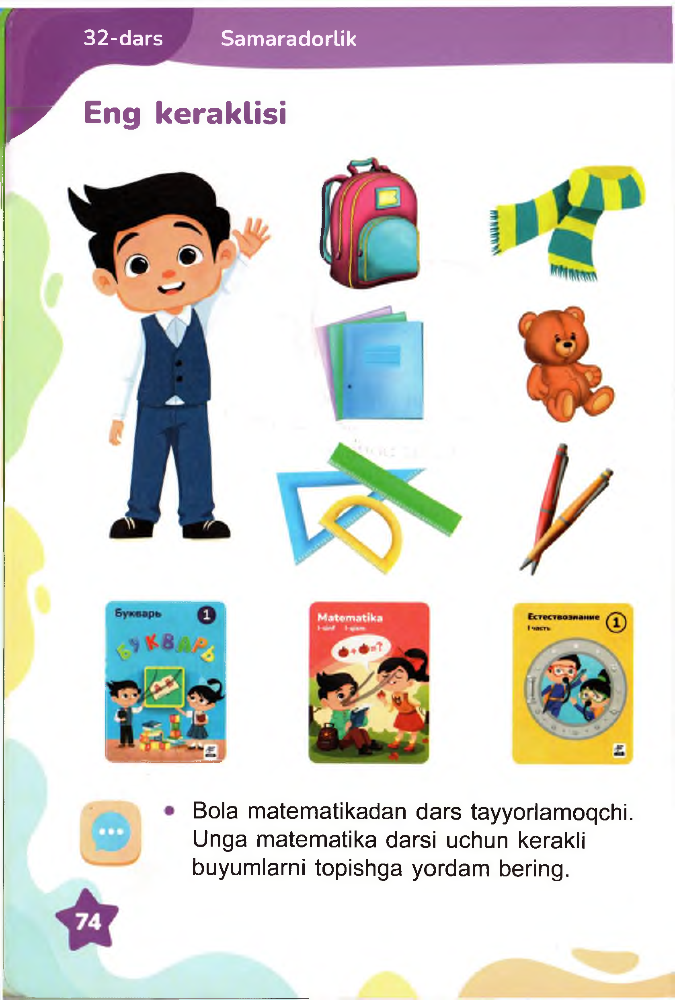 32-dars Samaradorlik
Eng keraklisi
Букварь 1
БУКВАРЬ
Matematika
1-sinf 1-qism
=?
Естествознание 1
I часть
Bola matematikadan dars tayyorlamoqchi.
Unga matematika darsi uchun kerakli
buyumlarni topishga yordam bering.
74